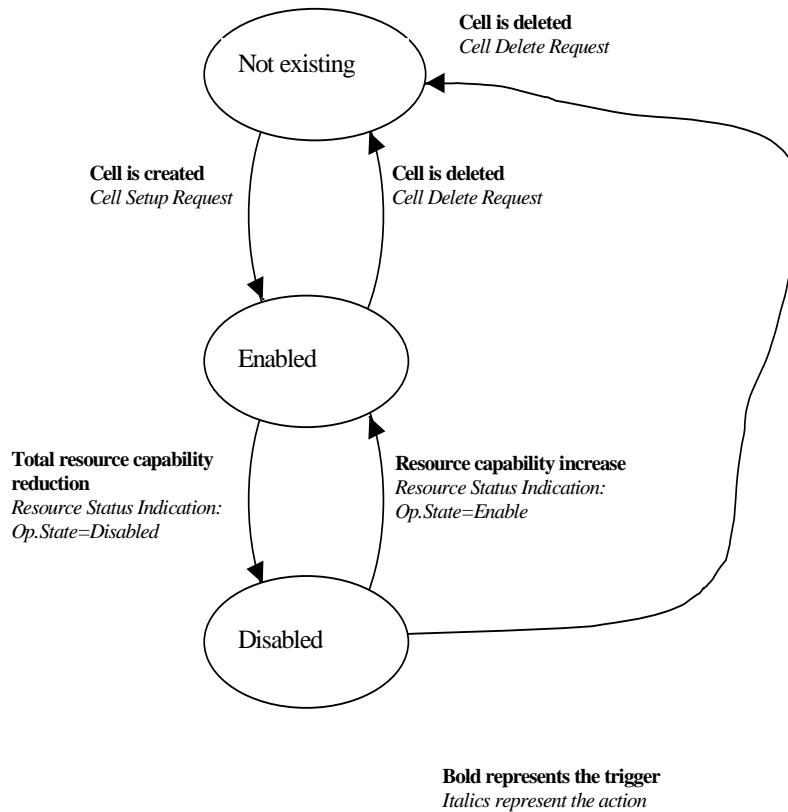 Cell is deleted
Cell Delete Request
Not existing
Cell is created
Cell Setup Request
Cell is deleted
Cell Delete Request
Enabled
Total resource capability
reduction
Resource Status Indication:
Op.State=Disabled
Resource capability increase
Resource Status Indication:
Op.State=Enable
Disabled
Bold represents the trigger
Italics represent the action